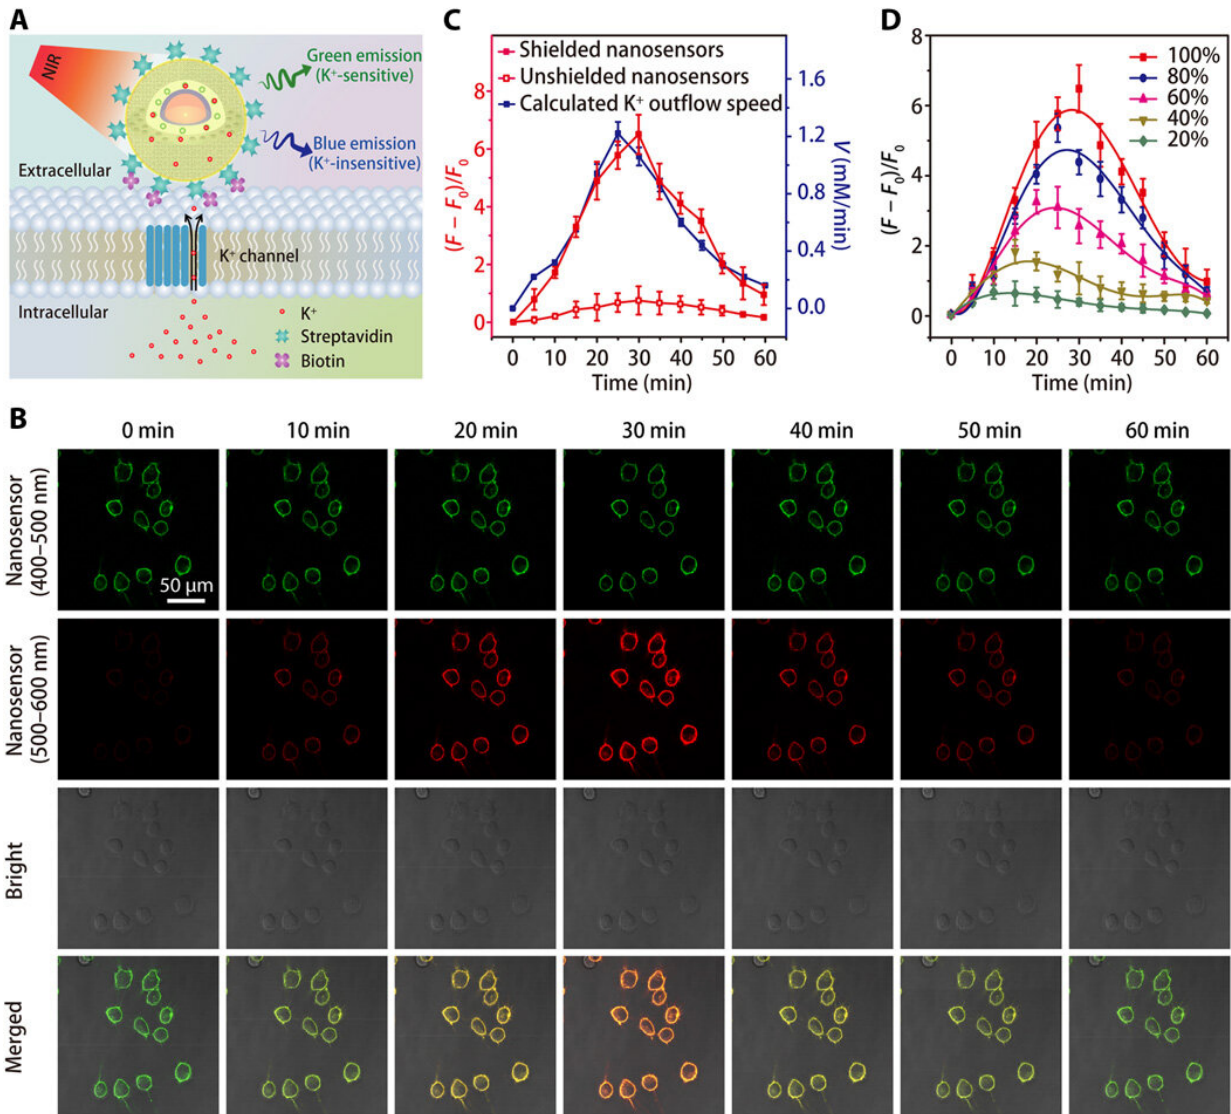 A
NIR
Green emission
(K⁺-sensitive)
Blue emission
(K⁺-insensitive)
Extracellular
K⁺ channel
Intracellular
K⁺
Streptavidin
Biotin
C
Shielded nanosensors
Unshielded nanosensors
Calculated K⁺ outflow speed
(F – F₀)/F₀
8
6
4
2
0
V (mM/min)
1.6
1.2
0.8
0.4
0.0
0 10 20 30 40 50 60
Time (min)
D
100%
80%
60%
40%
20%
(F – F₀)/F₀
8
6
4
2
0
0 10 20 30 40 50 60
Time (min)
B
0 min 10 min 20 min 30 min 40 min 50 min 60 min
Nanosensor
(400–500 nm)
50 µm
Nanosensor
(500–600 nm)
Bright
Merged